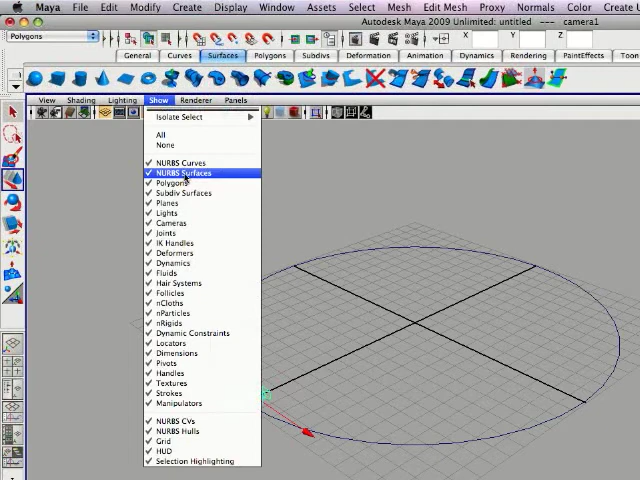 Maya File Edit Modify Create Display Window Assets Select Mesh Edit Mesh Proxy Normals Color Create
Autodesk Maya 2009 Unlimited: untitled --- camera1
Polygons X: Y: Z:
General Curves Surfaces Polygons Subdivs Deformation Animation Dynamics Rendering PaintEffects Toon
View Shading Lighting Show Renderer Panels
Isolate Select
All
None
NURBS Curves
NURBS Surfaces
Polygons
Subdiv Surfaces
Planes
Lights
Cameras
Joints
IK Handles
Deformers
Dynamics
Fluids
Hair Systems
Follicles
nCloths
nParticles
nRigids
Dynamic Constraints
Locators
Dimensions
Pivots
Handles
Textures
Strokes
Manipulators
NURBS CVs
NURBS Hulls
Grid
HUD
Selection Highlighting